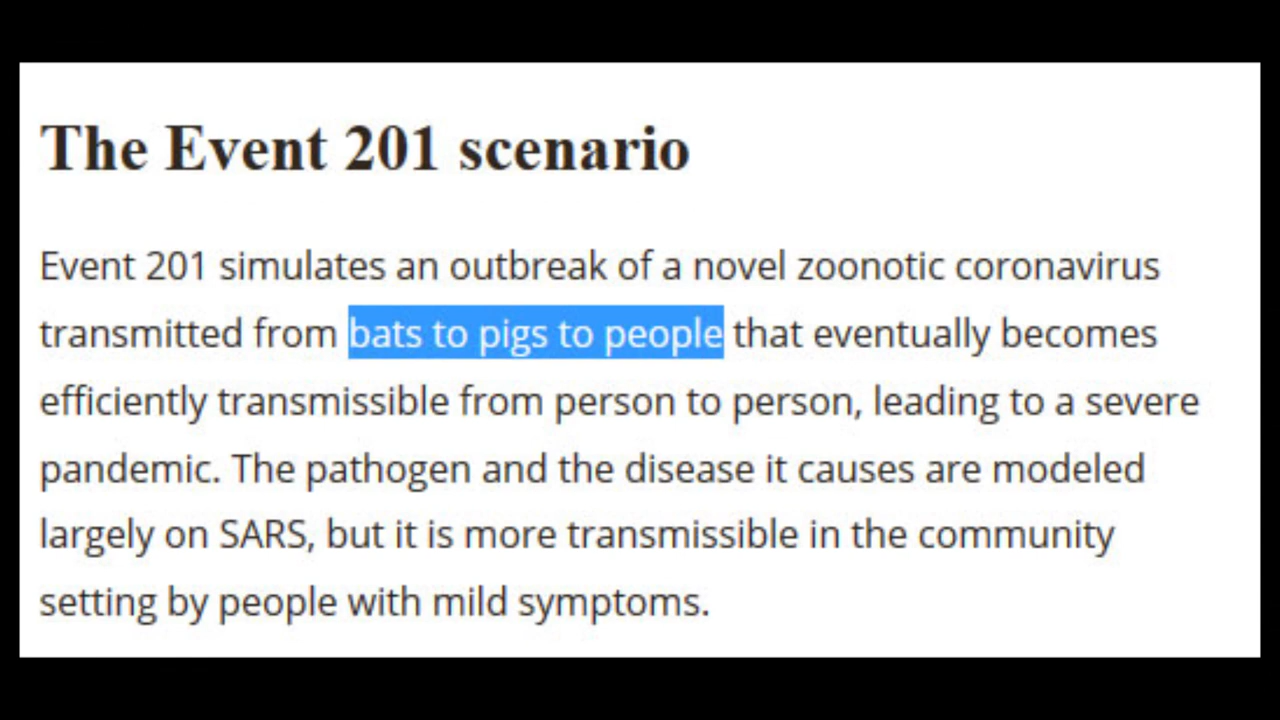 The Event 201 scenario
Event 201 simulates an outbreak of a novel zoonotic coronavirus
transmitted from bats to pigs to people that eventually becomes
efficiently transmissible from person to person, leading to a severe
pandemic. The pathogen and the disease it causes are modeled
largely on SARS, but it is more transmissible in the community
setting by people with mild symptoms.